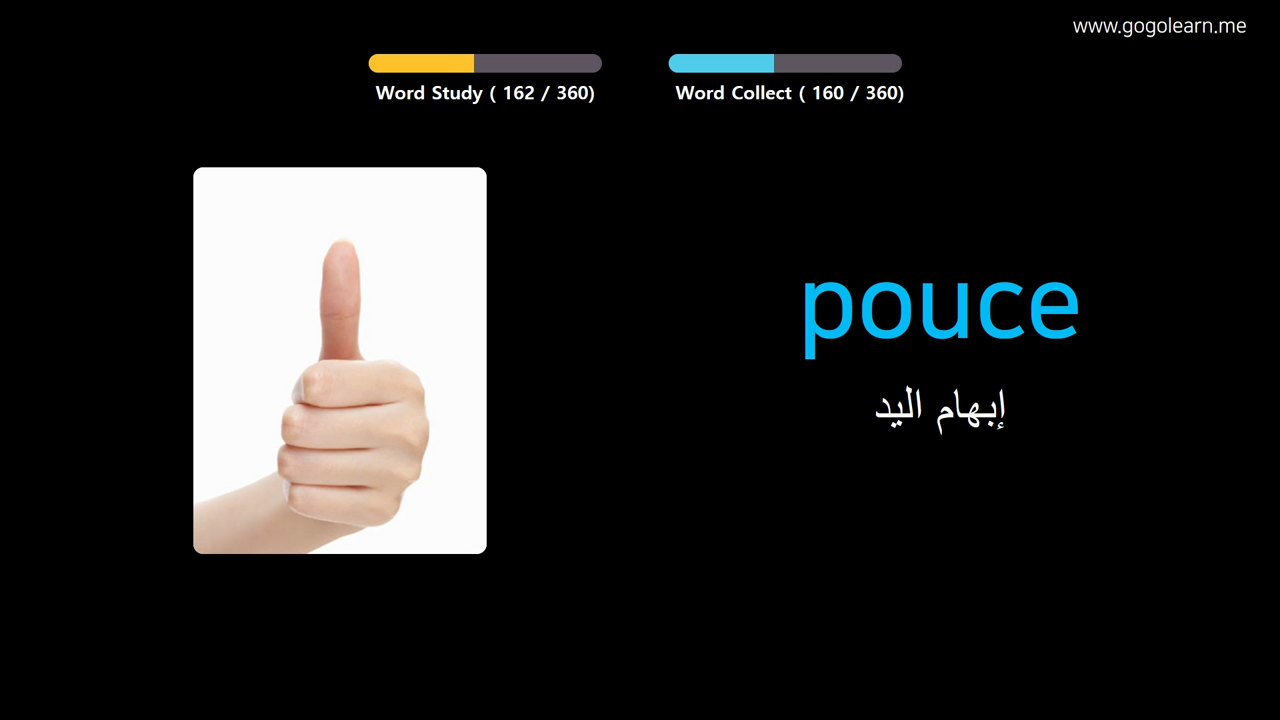 www.gogolearn.me
Word Study ( 162 / 360)
Word Collect ( 160 / 360)
pouce
إبهام اليد